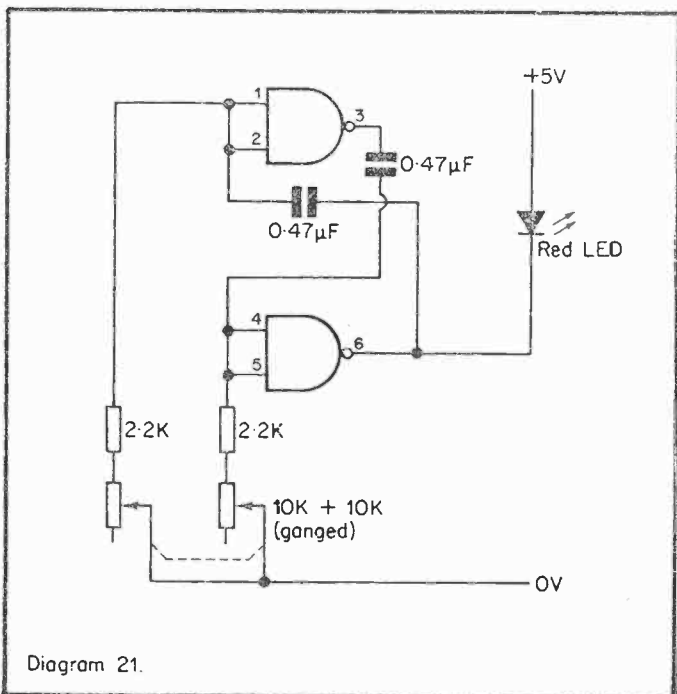 +5V
1
3
2
0·47µF
0·47µF
Red LED
4
6
5
2·2K
2·2K
10K + 10K
(ganged)
0V
Diagram 21.